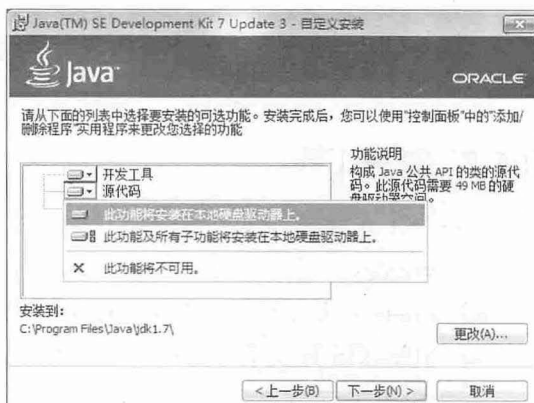 Java(TM) SE Development Kit 7 Update 3 - 自定义安装
Java™
ORACLE
请从下面的列表中选择要安装的可选功能。安装完成后，您可以使用"控制面板"中的"添加/
删除程序"实用程序来更改您选择的功能
开发工具
源代码
此功能将安装在本地硬盘驱动器上。
此功能及所有子功能将安装在本地硬盘驱动器上。
此功能将不可用。
功能说明
构成 Java 公共 API 的类的源代
码。此源代码需要 49 MB 的硬
盘驱动器空间。
安装到:
C:\Program Files\Java\jdk1.7\
更改(A)...
<上一步(B)
下一步(N) >
取消